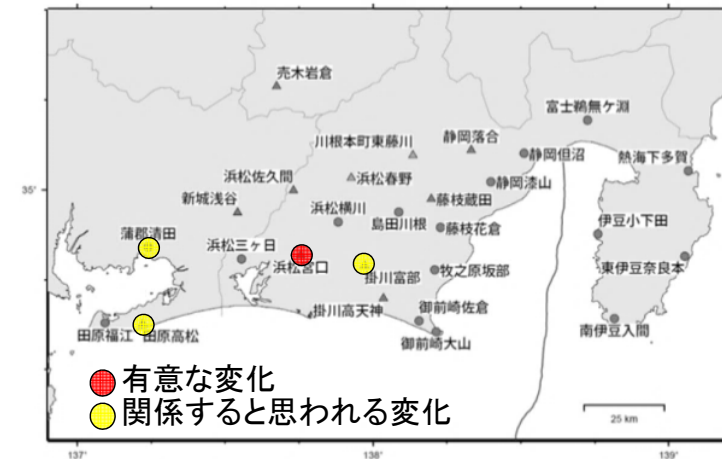 売木岩倉
富士鵜無ケ淵
川根本町東藤川
静岡落合
静岡但沼
熱海下多賀
浜松佐久間
浜松春野
静岡漆山
新城浅谷
浜松横川
藤枝蔵田
島田川根
藤枝花倉
伊豆小下田
蒲郡清田
浜松三ヶ日
浜松宮口
掛川富部
牧之原坂部
東伊豆奈良本
掛川高天神
御前崎佐倉
田原福江
田原高松
御前崎大山
南伊豆入間
35˚
有意な変化
関係すると思われる変化
25 km
137˚
138˚
139˚